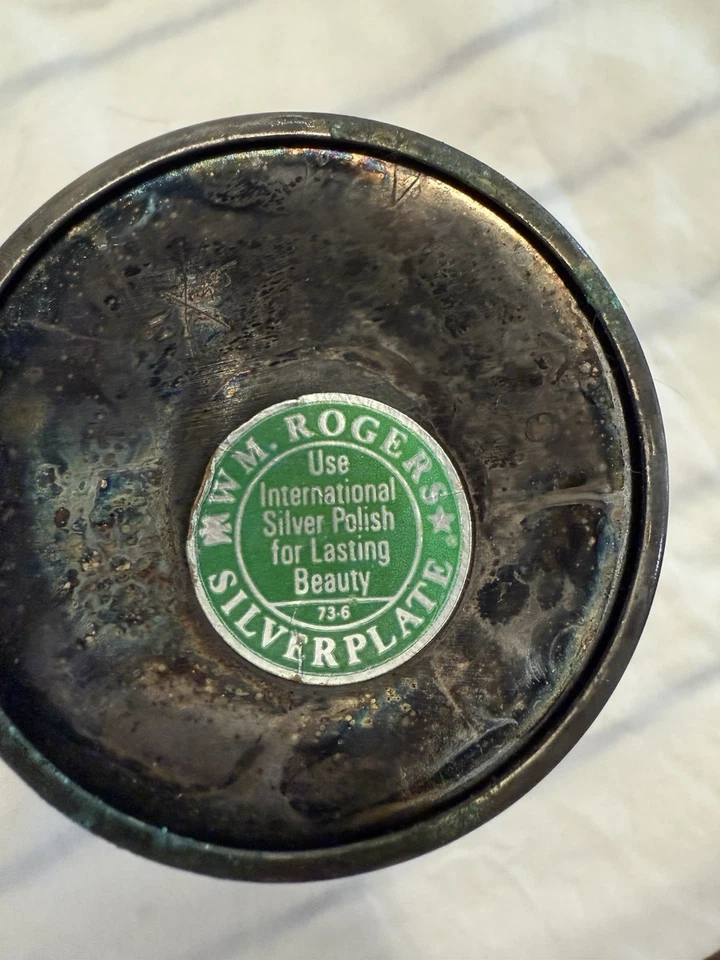 WM. ROGERS ★®
Use
International
Silver Polish
for Lasting
Beauty
73-6
SILVERPLATE